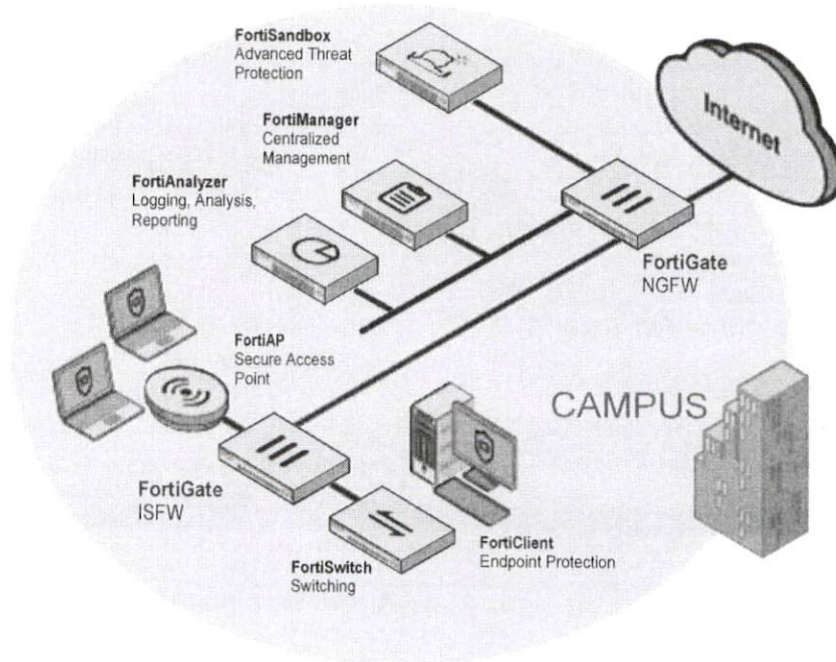 FortiSandbox
Advanced Threat
Protection
FortiManager
Centralized
Management
FortiAnalyzer
Logging, Analysis,
Reporting
Internet
FortiGate
NGFW
FortiAP
Secure Access
Point
CAMPUS
FortiGate
ISFW
FortiSwitch
Switching
FortiClient
Endpoint Protection